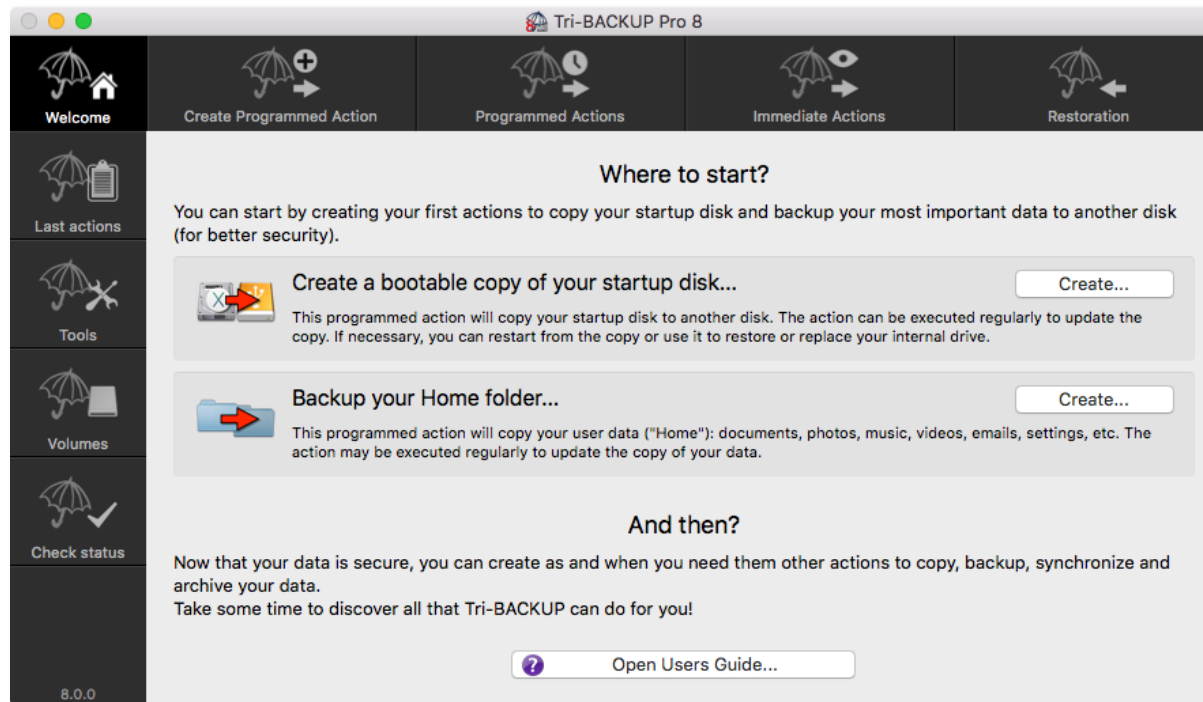 Tri-BACKUP Pro 8
Welcome
Create Programmed Action
Programmed Actions
Immediate Actions
Restoration
Last actions
Tools
Volumes
Check status
8.0.0
Where to start?
You can start by creating your first actions to copy your startup disk and backup your most important data to another disk
(for better security).
Create a bootable copy of your startup disk...
Create...
This programmed action will copy your startup disk to another disk. The action can be executed regularly to update the
copy. If necessary, you can restart from the copy or use it to restore or replace your internal drive.
Backup your Home folder...
Create...
This programmed action will copy your user data ("Home"): documents, photos, music, videos, emails, settings, etc. The
action may be executed regularly to update the copy of your data.
And then?
Now that your data is secure, you can create as and when you need them other actions to copy, backup, synchronize and
archive your data.
Take some time to discover all that Tri-BACKUP can do for you!
? Open Users Guide...